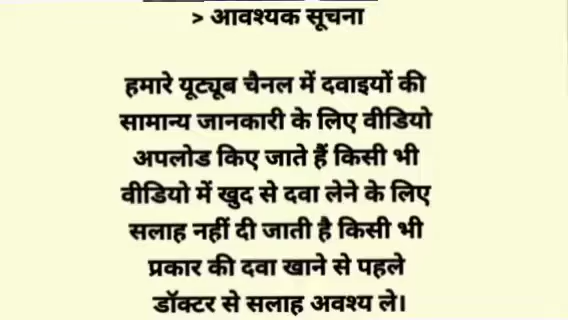 > आवश्यक सूचना
हमारे यूट्यूब चैनल में दवाइयों की
सामान्य जानकारी के लिए वीडियो
अपलोड किए जाते हैं किसी भी
वीडियो में खुद से दवा लेने के लिए
सलाह नहीं दी जाती है किसी भी
प्रकार की दवा खाने से पहले
डॉक्टर से सलाह अवश्य ले।